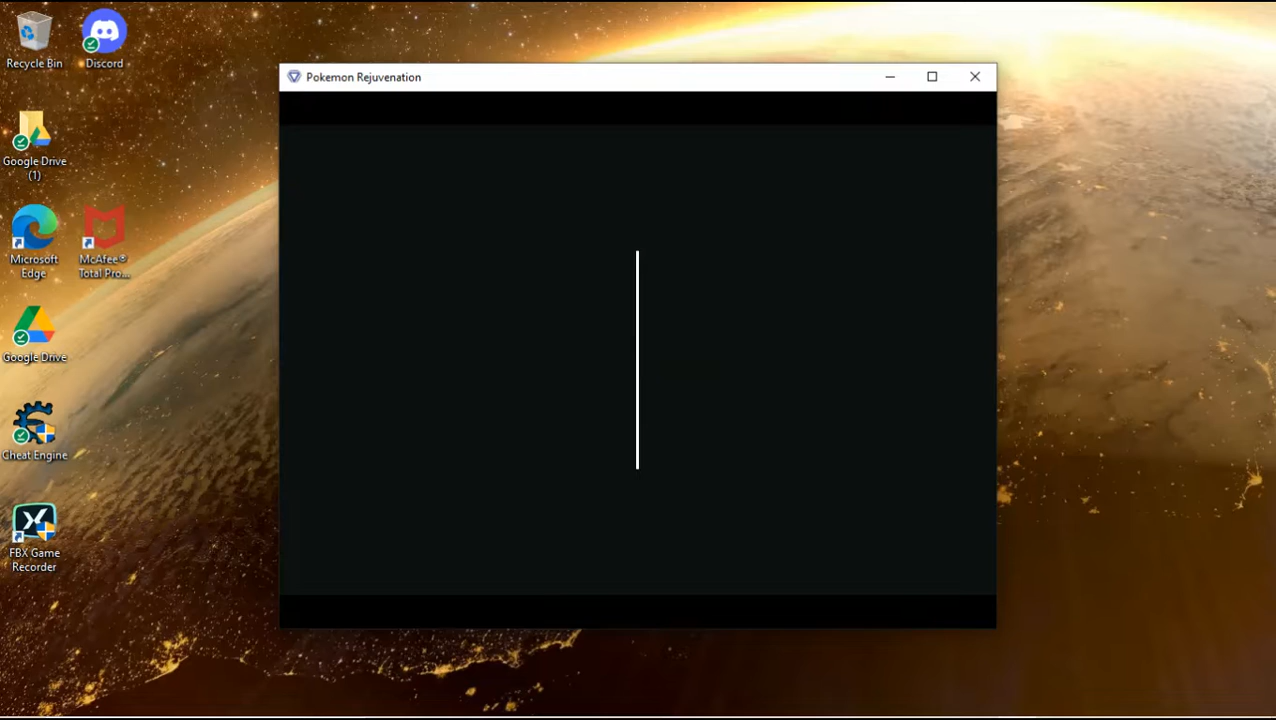 Recycle Bin
Discord
Pokemon Rejuvenation
Google Drive
(1)
Microsoft
Edge
McAfee®
Total Pro...
Google Drive
Cheat Engine
FBX Game
Recorder